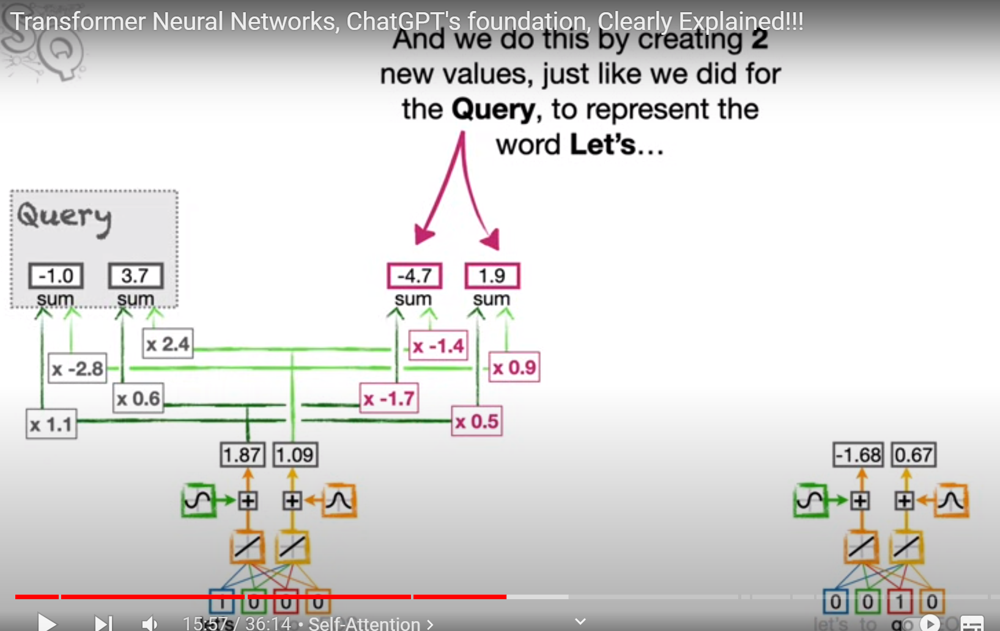 Transformer Neural Networks, ChatGPT's foundation, Clearly Explained!!!
SQ
And we do this by creating 2
new values, just like we did for
the Query, to represent the
word Let's...
Query
-1.0 3.7 -4.7 1.9
sum sum sum sum
x 2.4 x -1.4
x -2.8 x 0.9
x 0.6 x -1.7
x 1.1 x 0.5
1.87 1.09 -1.68 0.67
+ + + +
1 0 0 0 0 0 1 0
15:57 / 36:14 • Self-Attention >
let's to go